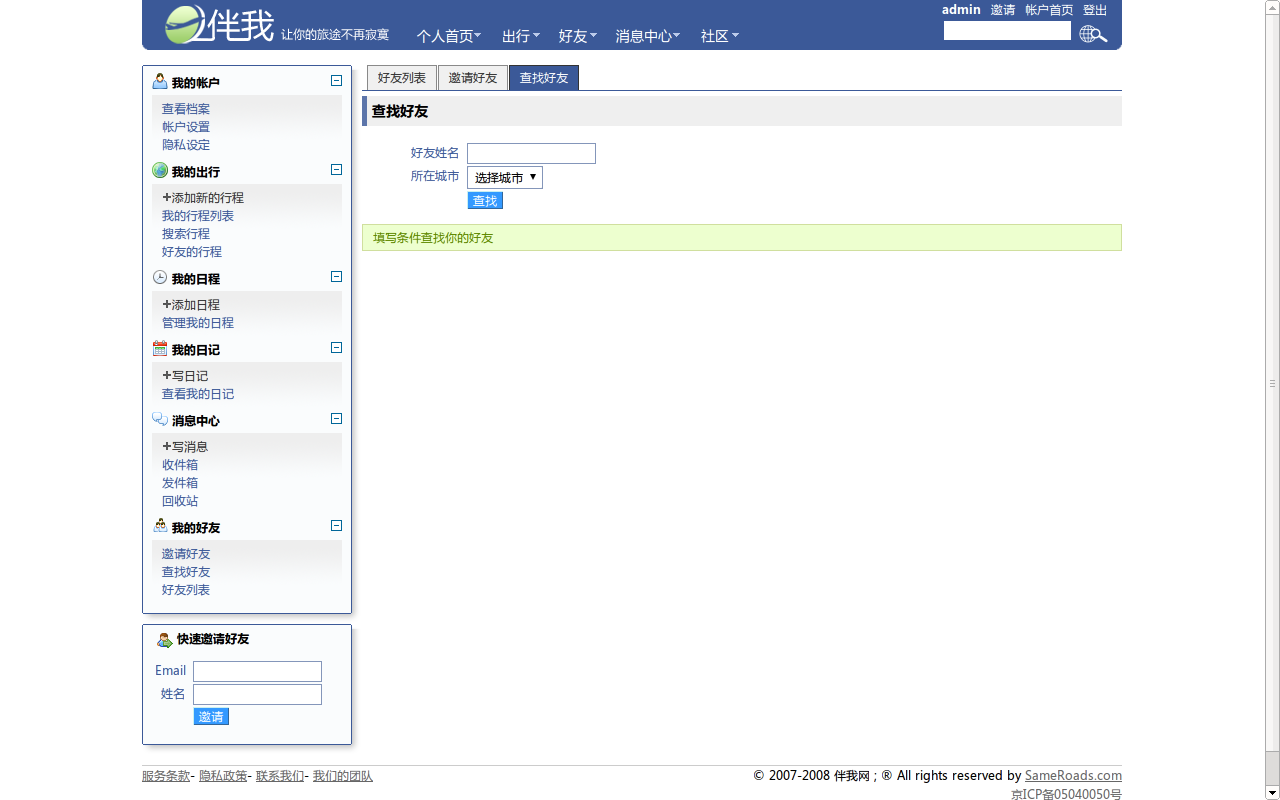 admin 邀请 帐户首页 登出
伴我 让你的旅途不再寂寞 个人首页 出行 好友 消息中心 社区
我的帐户
查看档案
帐户设置
隐私设定
我的出行
+添加新的行程
我的行程列表
搜索行程
好友的行程
我的日程
+添加日程
管理我的日程
我的日记
+写日记
查看我的日记
消息中心
+写消息
收件箱
发件箱
回收站
我的好友
邀请好友
查找好友
好友列表
快速邀请好友
Email
姓名
邀请
好友列表 邀请好友 查找好友
查找好友
好友姓名
所在城市 选择城市
查找
填写条件查找你的好友
服务条款- 隐私政策- 联系我们- 我们的团队
© 2007-2008 伴我网 ; ® All rights reserved by SameRoads.com
京ICP备05040050号